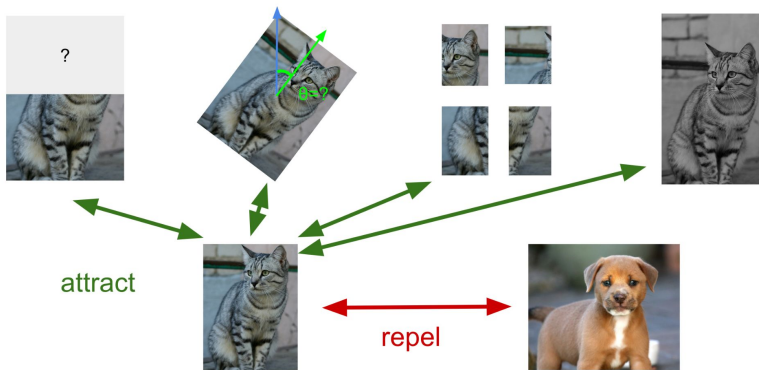 ?
θ=?
attract
repel